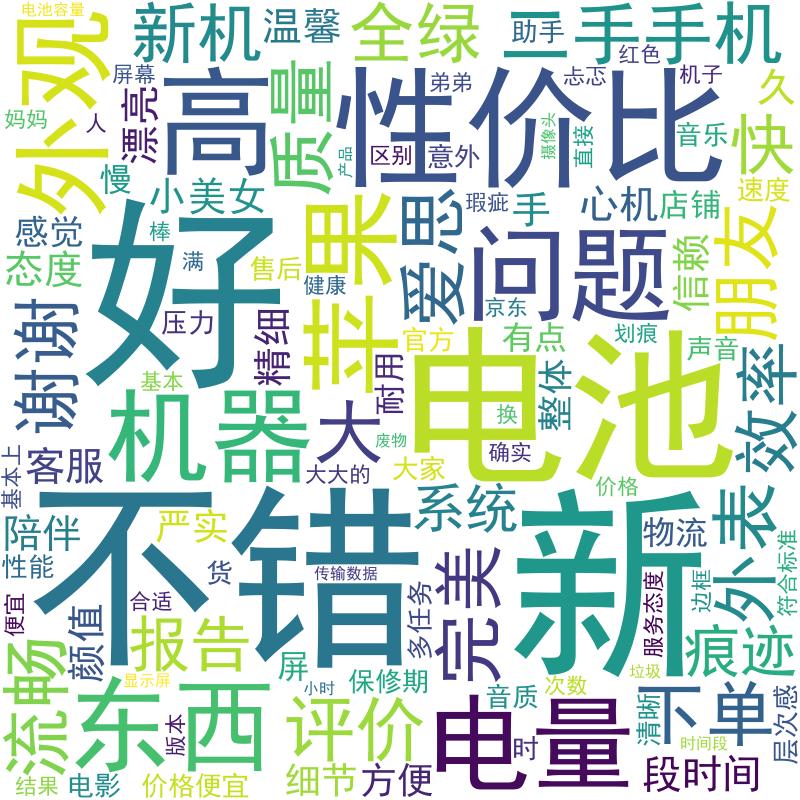 电池容量
外观
新机
温馨
全绿
助手
二手手机
红色
屏幕
漂亮
高
质量
性价比
弟弟
忐忑
机子
久
妈妈
人
区别
意外
产品
摄像头
直接
音乐
快
慢
小美女
苹果
爱思
瑕疵
手
心机
店铺
速度
感觉
棒
好
问题
信赖
朋友
态度
满
售后
健康
京东
压力
精细
官方
有点
划痕
声音
谢谢
基本
耐用
整体
效率
机器
大
电池
换
废物
确实
客服
基本上
大大的
大家
价格
不错
系统
新
物流
外表
陪伴
严实
性能
货
传输数据
完美
多任务
边框
符合标准
便宜
合适
颜值
报告
服务态度
痕迹
流畅
屏
保修期
垃圾
显示屏
小时
音质
次数
东西
版本
评价
电量
时
清晰
下单
层次感
时间段
结果
电影
价格便宜
细节
方便
段时间